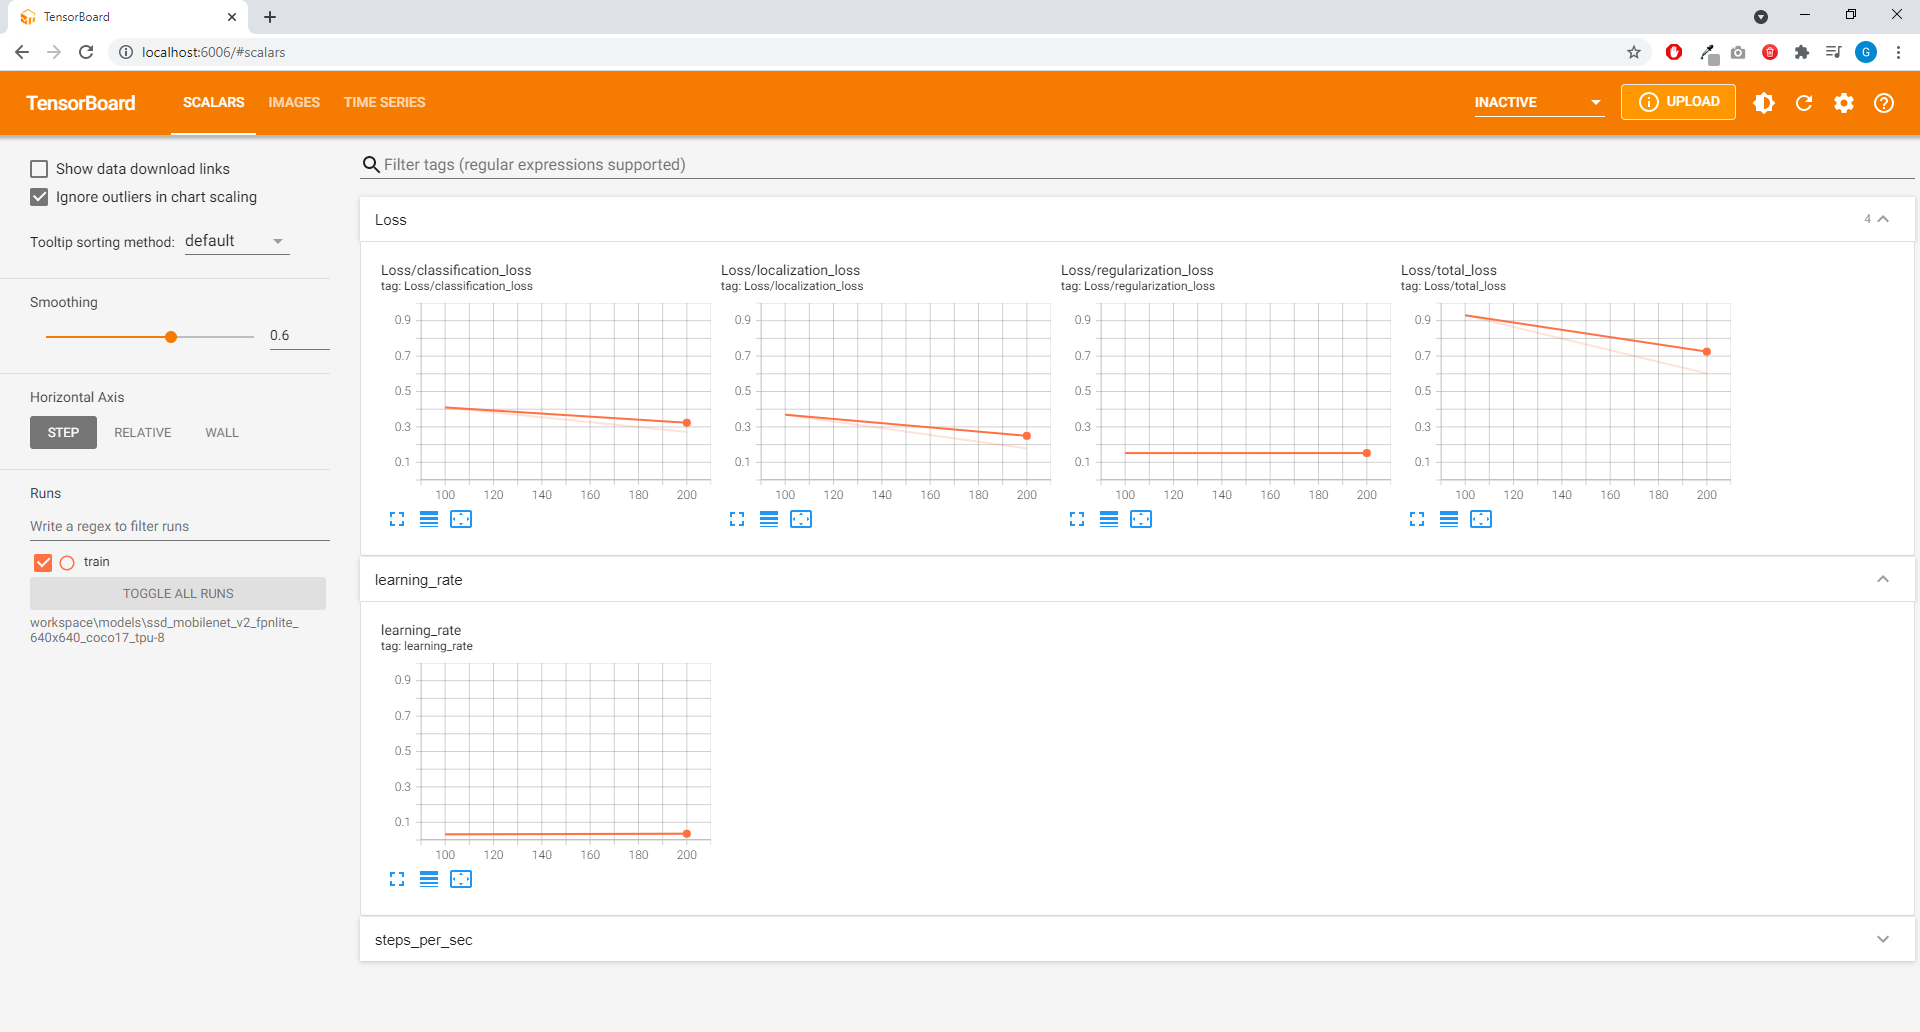 TensorBoard
localhost:6006/#scalars
G
TensorBoard
SCALARS
IMAGES
TIME SERIES
INACTIVE
UPLOAD
Show data download links
Ignore outliers in chart scaling
Tooltip sorting method: default
Smoothing
0.6
Horizontal Axis
STEP RELATIVE WALL
Runs
Write a regex to filter runs
train
TOGGLE ALL RUNS
workspace\models\ssd_mobilenet_v2_fpnlite_
640x640_coco17_tpu-8
Filter tags (regular expressions supported)
Loss
4
Loss/classification_loss
tag: Loss/classification_loss
0.9
0.7
0.5
0.3
0.1
100 120 140 160 180 200
Loss/localization_loss
tag: Loss/localization_loss
0.9
0.7
0.5
0.3
0.1
100 120 140 160 180 200
Loss/regularization_loss
tag: Loss/regularization_loss
0.9
0.7
0.5
0.3
0.1
100 120 140 160 180 200
Loss/total_loss
tag: Loss/total_loss
0.9
0.7
0.5
0.3
0.1
100 120 140 160 180 200
learning_rate
learning_rate
tag: learning_rate
0.9
0.7
0.5
0.3
0.1
100 120 140 160 180 200
steps_per_sec